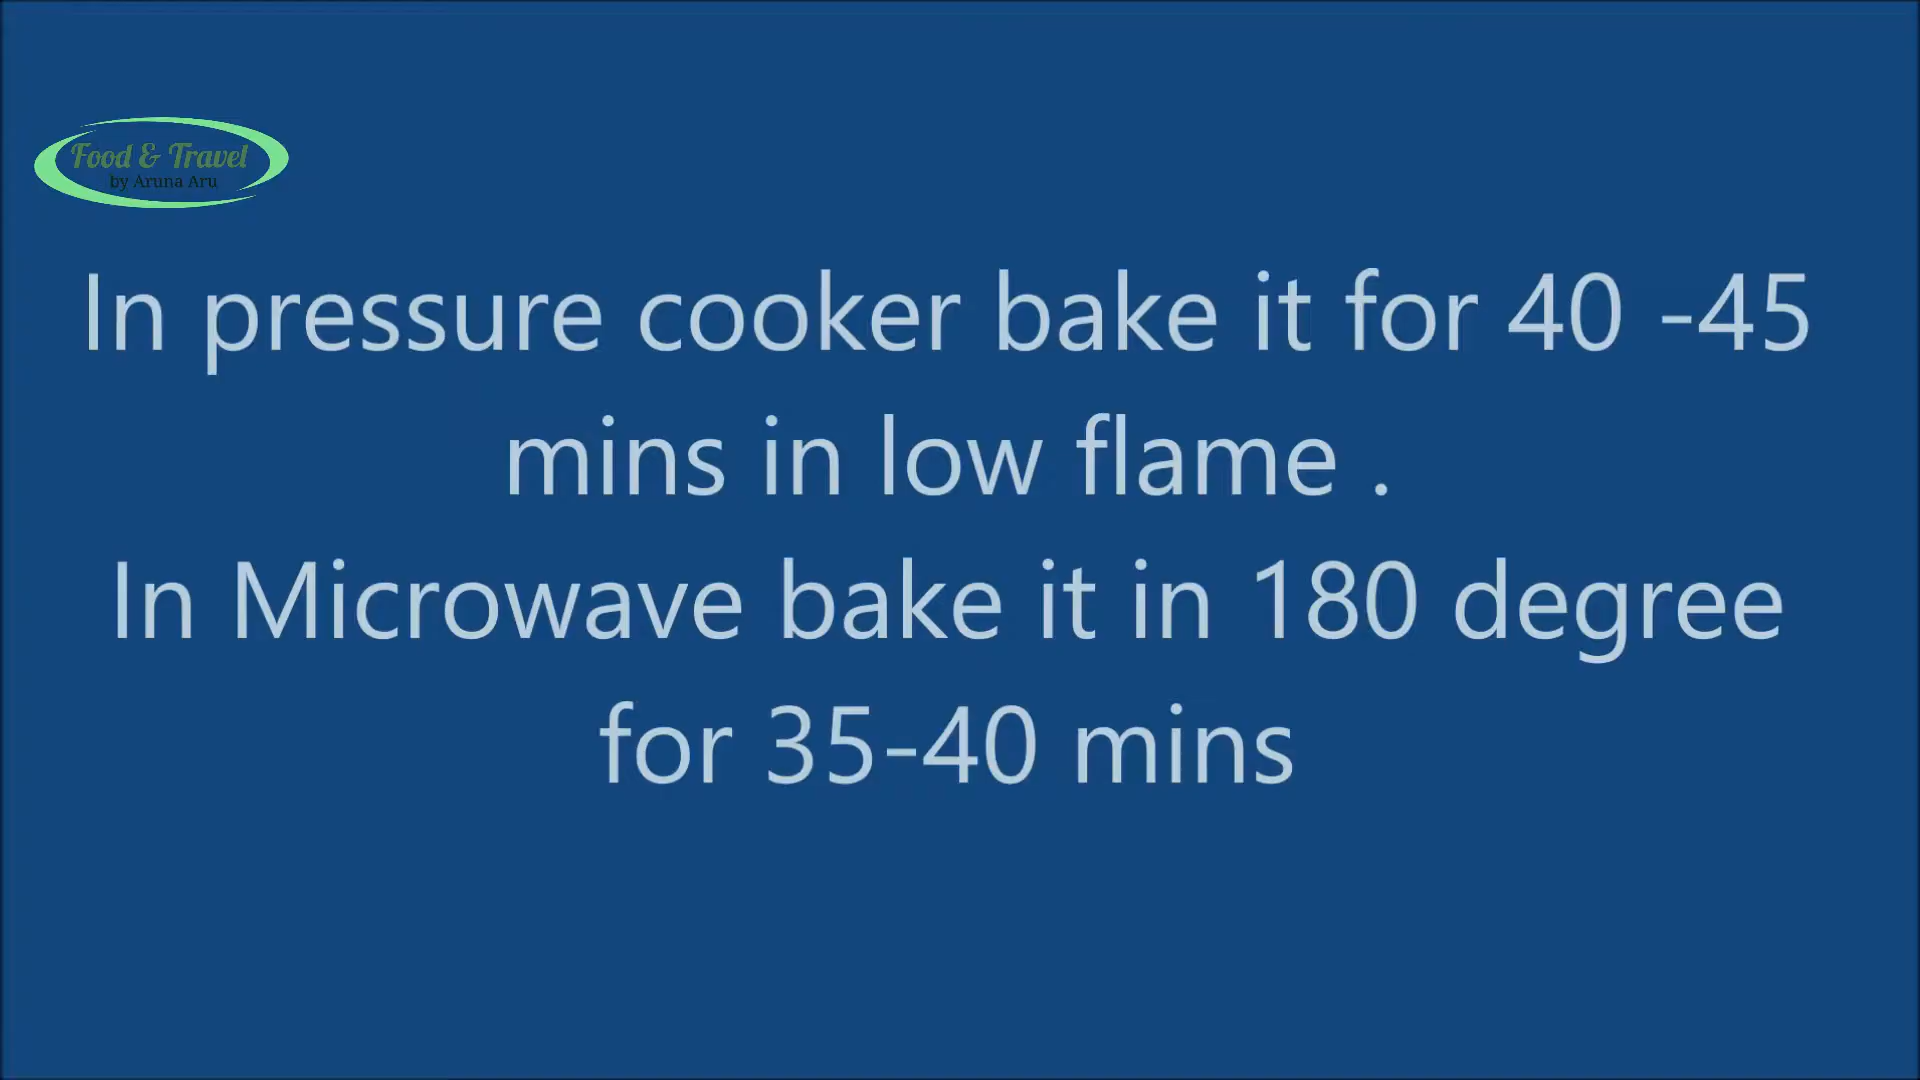 Food & Travel
by Aruna Aru
In pressure cooker bake it for 40 -45
mins in low flame .
In Microwave bake it in 180 degree
for 35-40 mins